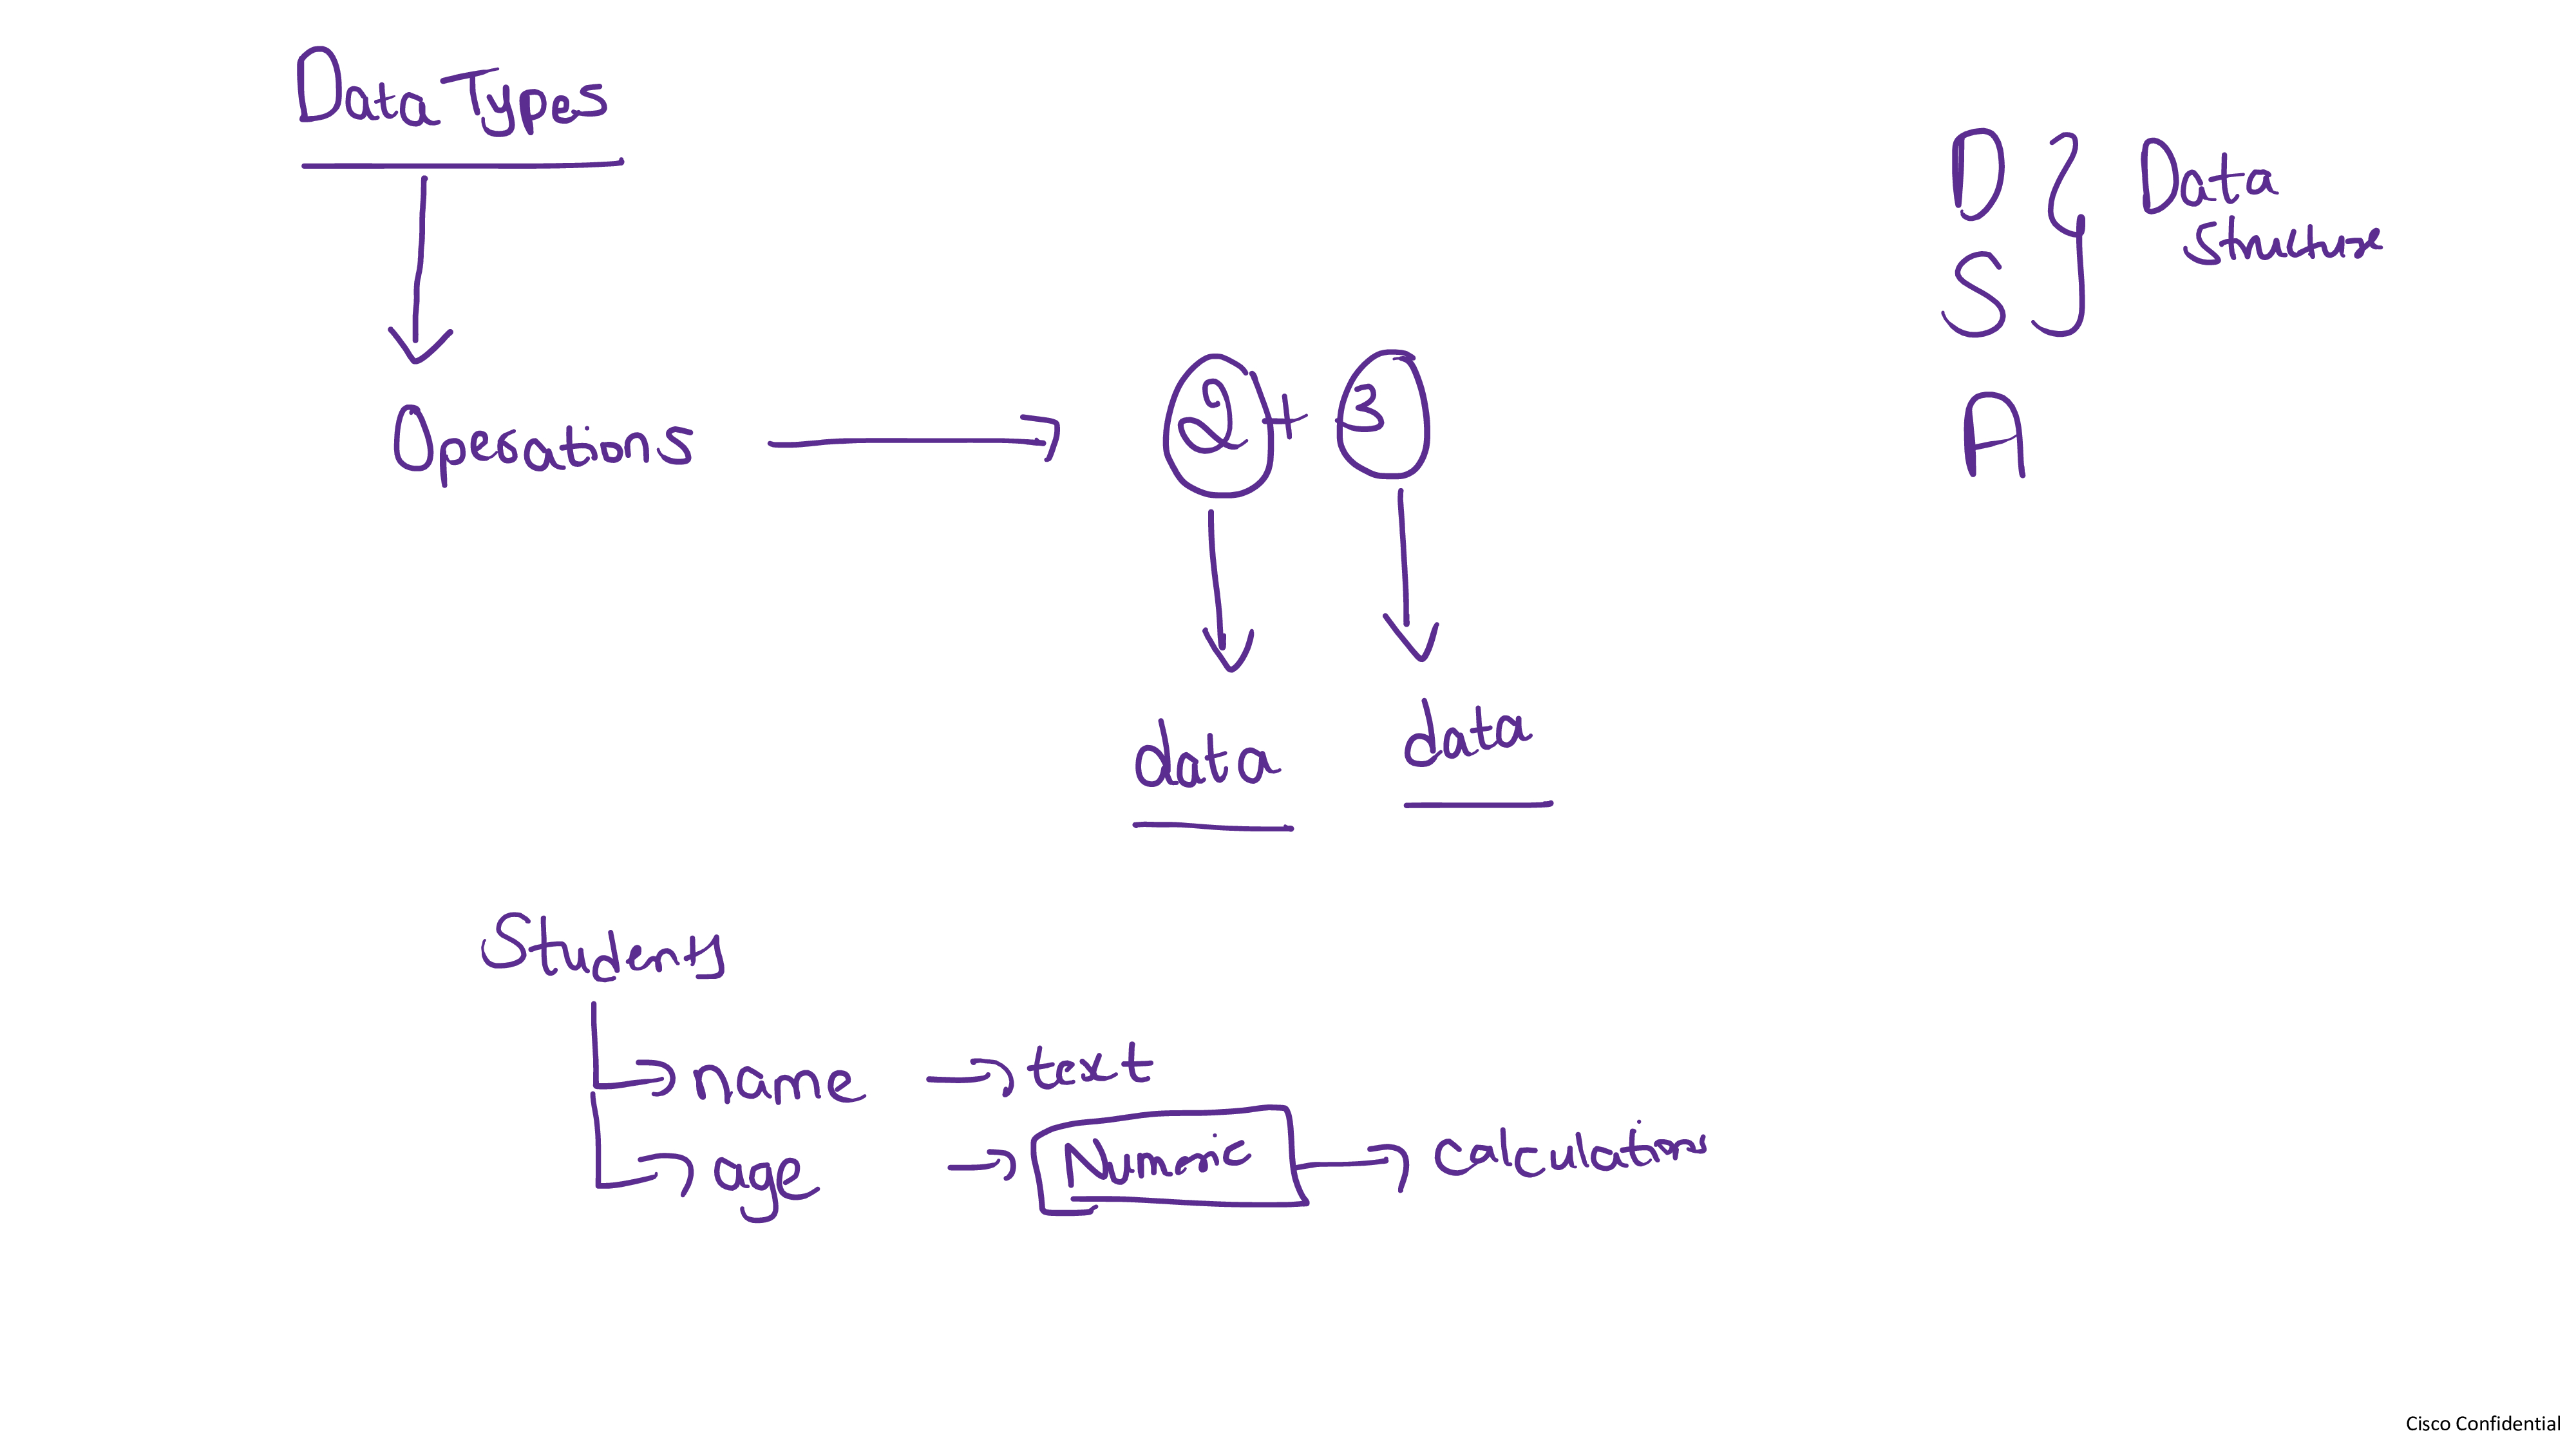 Data Types
D
S
Data
Structure
A
Operations
2 + 3
data data
Students
name text
age Numeric calculations
Cisco Confidential